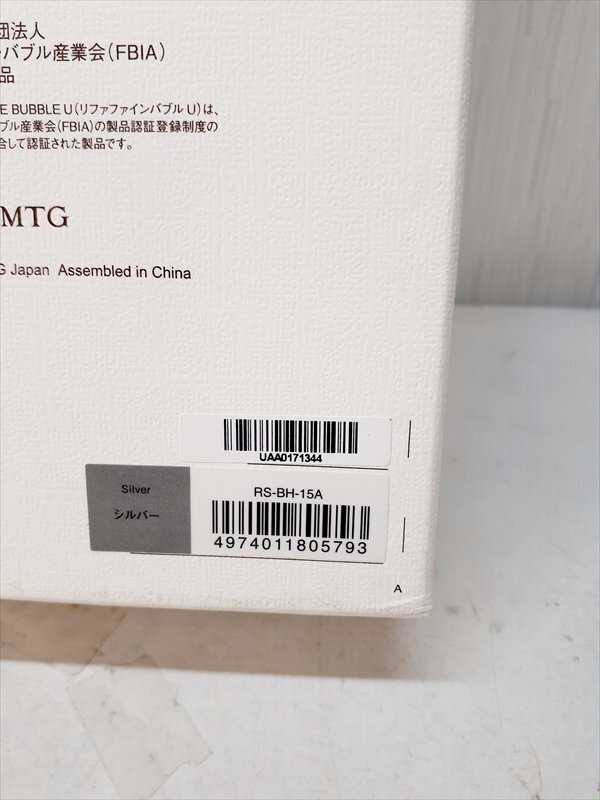 団法人
バブル産業会(FBIA)
品
E BUBBLE U(リファファインバブル U)は、
ブル産業会(FBIA)の製品認証登録制度の
合して認証された製品です。
MTG
G Japan Assembled in China
UAA0171344
Silver
シルバー
RS-BH-15A
4974011805793
A